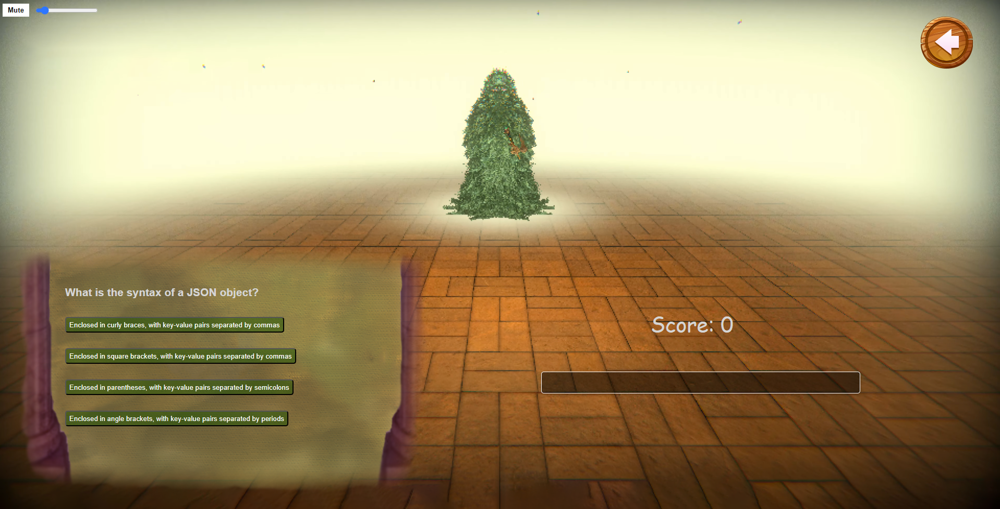 Mute
What is the syntax of a JSON object?
Enclosed in curly braces, with key-value pairs separated by commas
Enclosed in square brackets, with key-value pairs separated by commas
Enclosed in parentheses, with key-value pairs separated by semicolons
Enclosed in angle brackets, with key-value pairs separated by periods
Score: 0